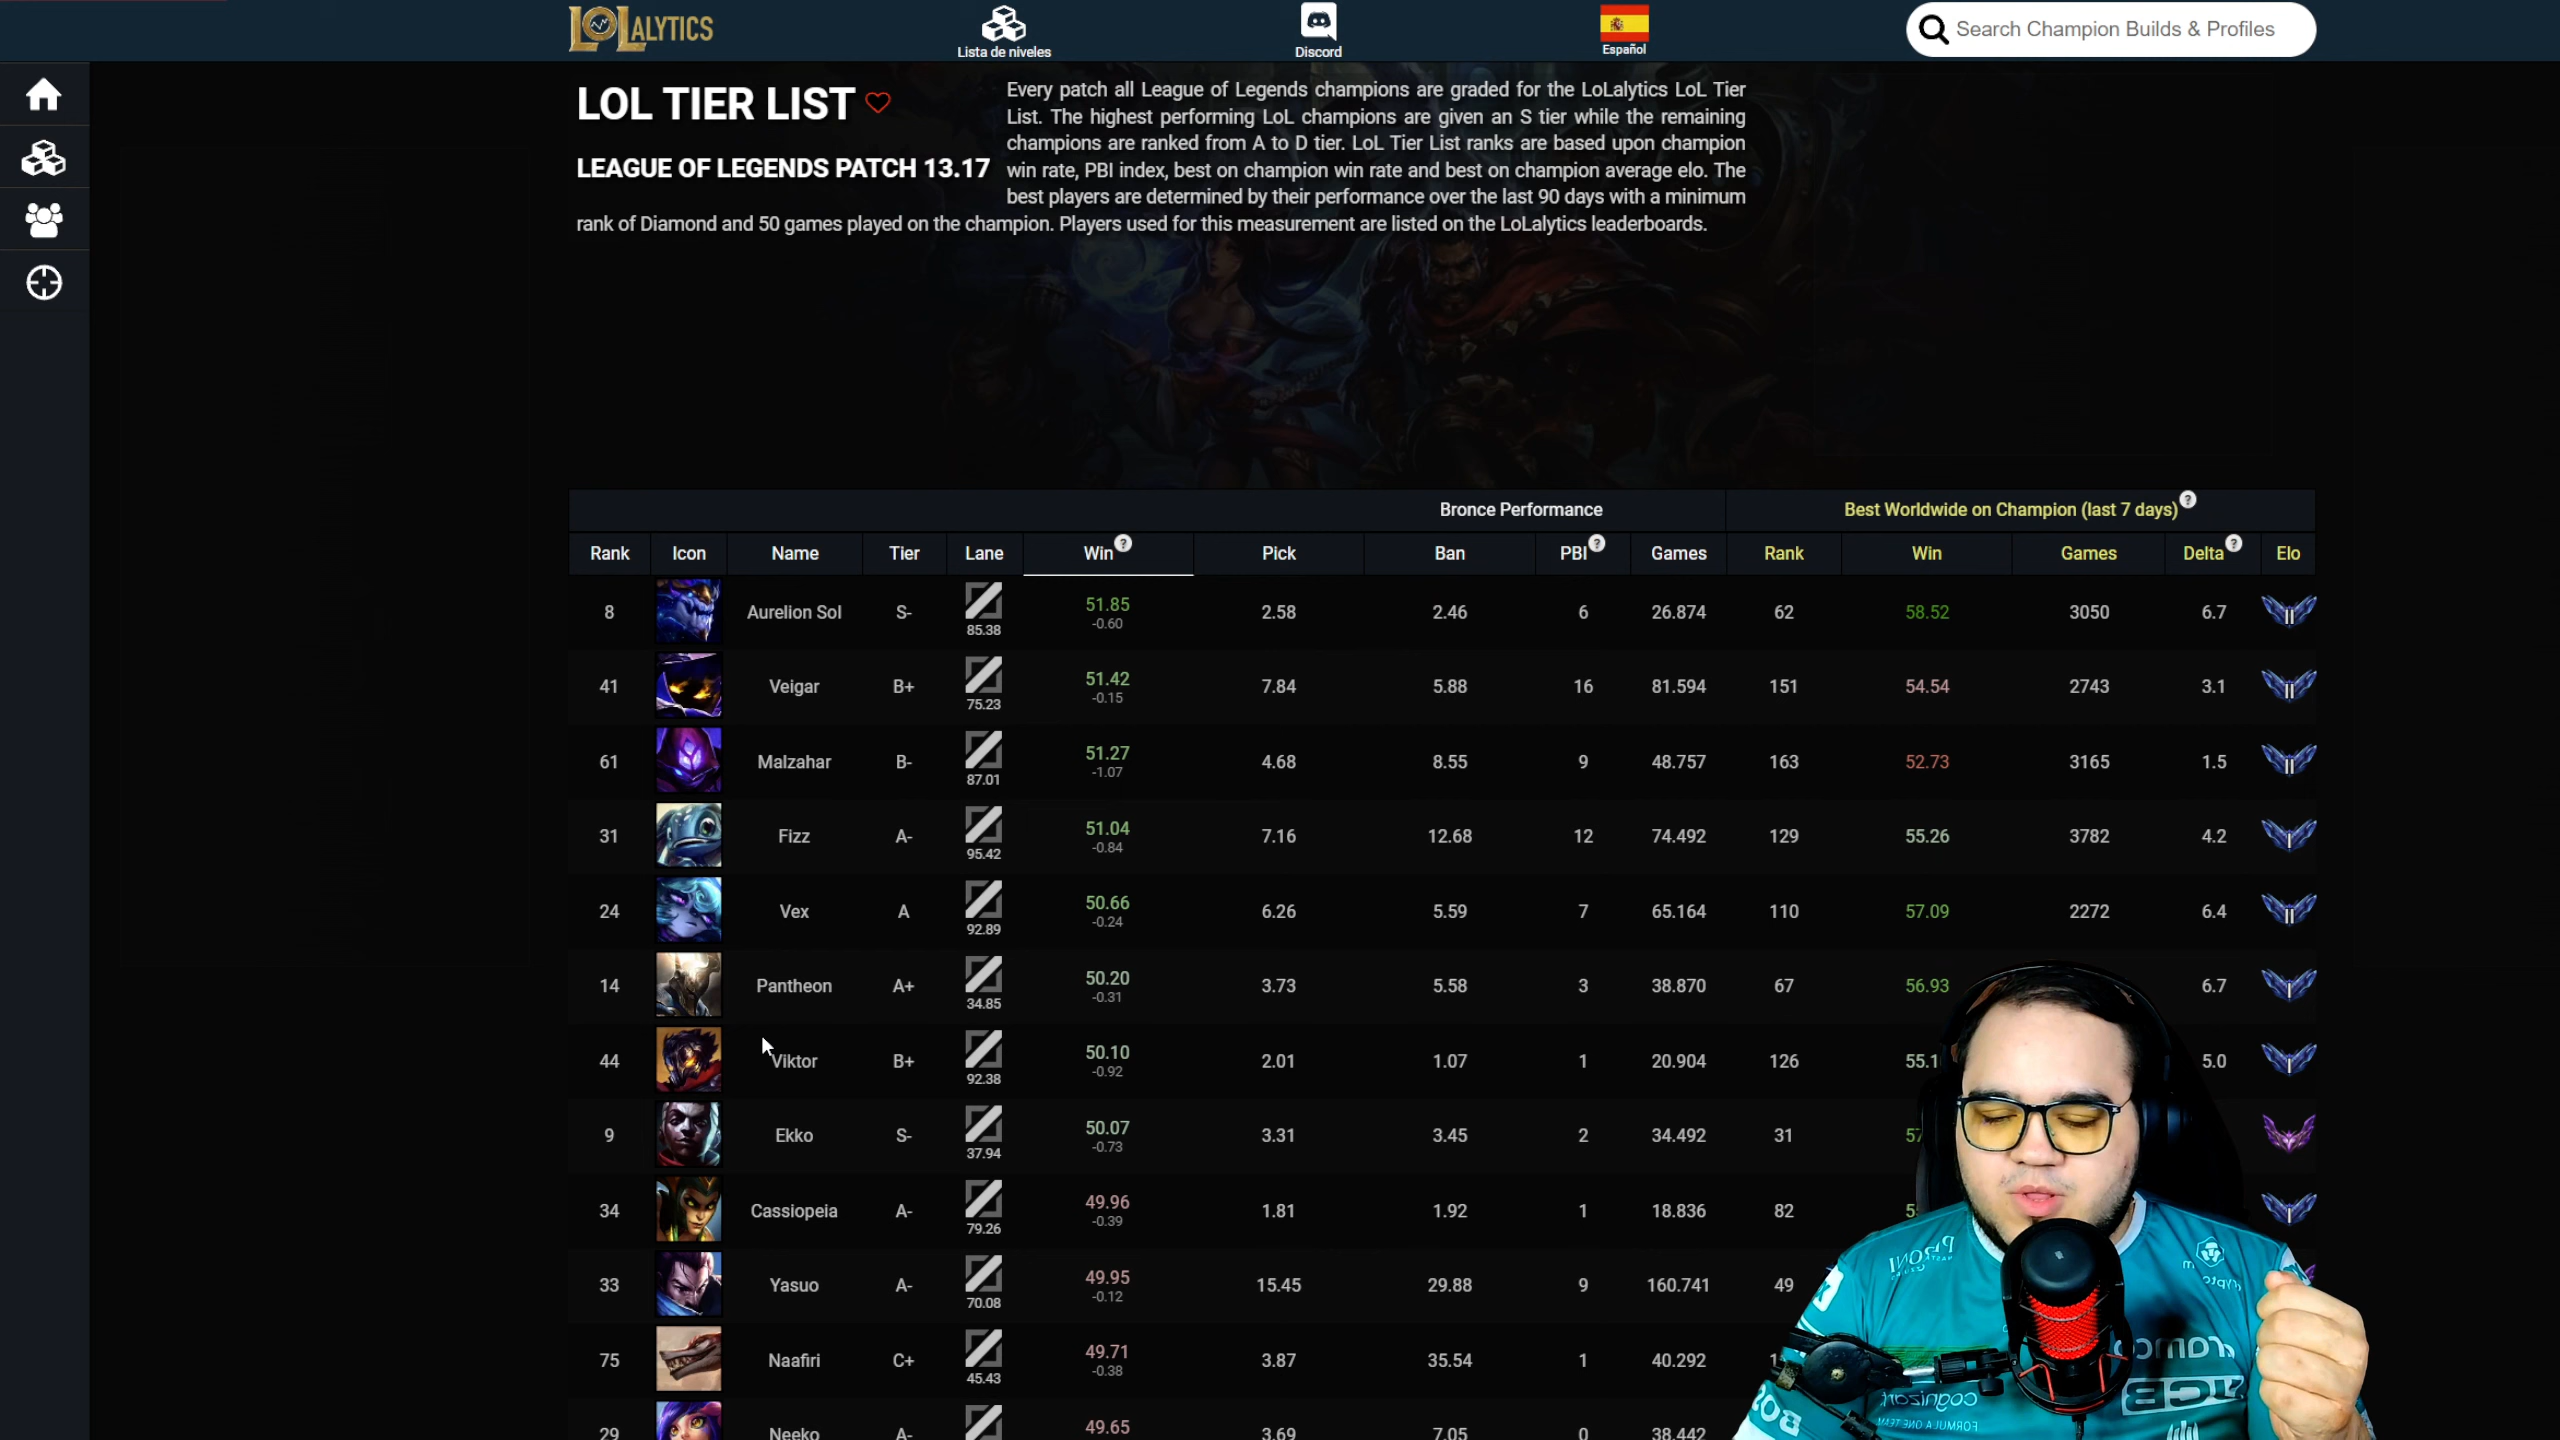 LOLALYTICS
Lista de niveles
Discord
Español
Search Champion Builds & Profiles
LOL TIER LIST
LEAGUE OF LEGENDS PATCH 13.17
Every patch all League of Legends champions are graded for the LoLalytics LoL Tier
List. The highest performing LoL champions are given an S tier while the remaining
champions are ranked from A to D tier. LoL Tier List ranks are based upon champion
win rate, PBI index, best on champion win rate and best on champion average elo. The
best players are determined by their performance over the last 90 days with a minimum
rank of Diamond and 50 games played on the champion. Players used for this measurement are listed on the LoLalytics leaderboards.
Bronce Performance Best Worldwide on Champion (last 7 days) ?
Rank Icon Name Tier Lane Win ? Pick Ban PBI ? Games Rank Win Games Delta ? Elo
8 Aurelion Sol S- 85.38 51.85 -0.60 2.58 2.46 6 26.874 62 58.52 3050 6.7 II
41 Veigar B+ 75.23 51.42 -0.15 7.84 5.88 16 81.594 151 54.54 2743 3.1 II
61 Malzahar B- 87.01 51.27 -1.07 4.68 8.55 9 48.757 163 52.73 3165 1.5 II
31 Fizz A- 95.42 51.04 -0.84 7.16 12.68 12 74.492 129 55.26 3782 4.2 I
24 Vex A 92.89 50.66 -0.24 6.26 5.59 7 65.164 110 57.09 2272 6.4 II
14 Pantheon A+ 34.85 50.20 -0.31 3.73 5.58 3 38.870 67 56.93 6.7 I
44 Viktor B+ 92.38 50.10 -0.92 2.01 1.07 1 20.904 126 55.1 5.0 I
9 Ekko S- 37.94 50.07 -0.73 3.31 3.45 2 34.492 31 57
34 Cassiopeia A- 79.26 49.96 -0.39 1.81 1.92 1 18.836 82 5 I
33 Yasuo A- 70.08 49.95 -0.12 15.45 29.88 9 160.741 49
75 Naafiri C+ 45.43 49.71 -0.38 3.87 35.54 1 40.292 1
29 Neeko A- 49.65 3.69 7.05 0 38.442
cognizant
FORMULA ONE TEAM